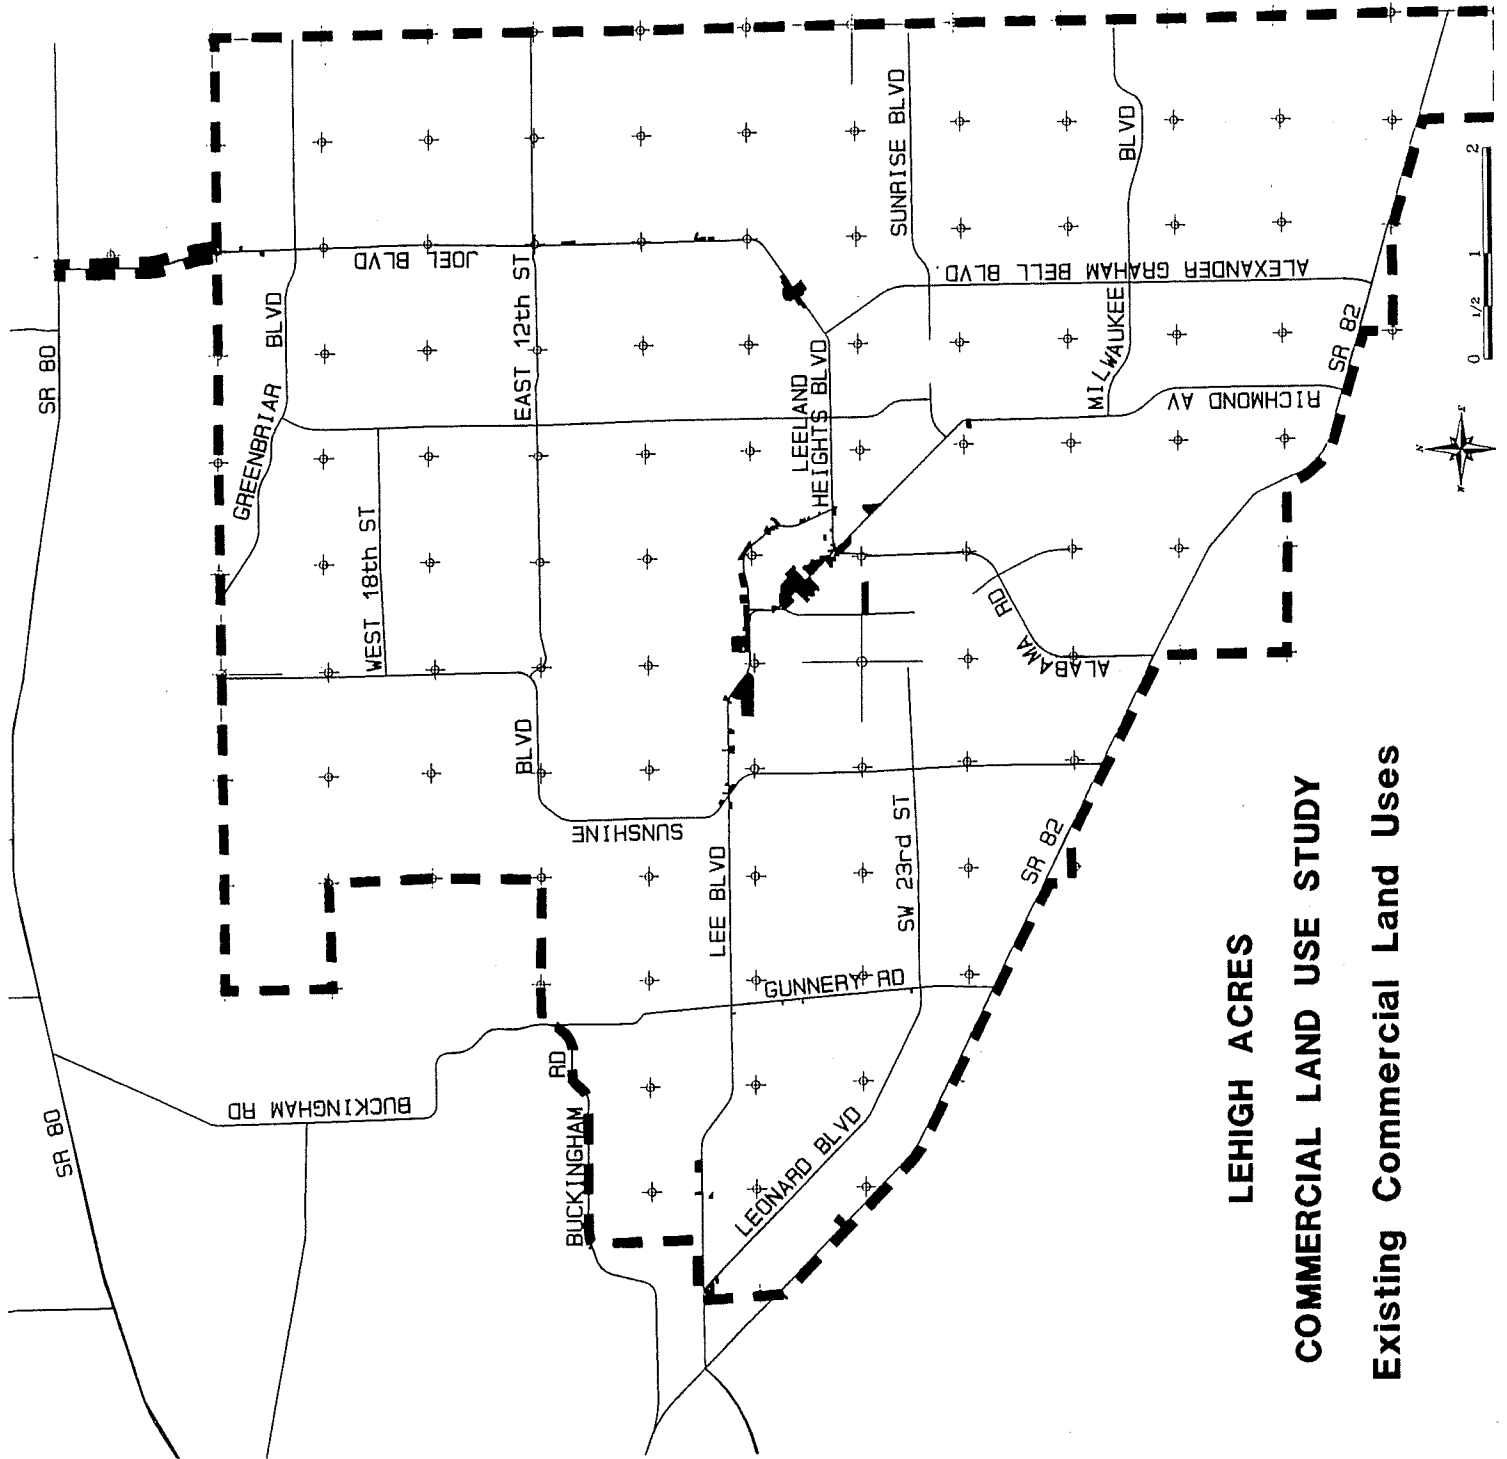 LEHIGH ACRES
COMMERCIAL LAND USE STUDY
Existing Commercial Land Uses
SR 80
SR 80
BUCKINGHAM RD
BUCKINGHAM
RD
GREENBRIAR
BLVD
WEST 18th ST
JOEL BLVD
EAST 12th ST
SUNSHINE
BLVD
LEE BLVD
GUNNERY RD
LEONARD BLVD
SW 23rd ST
LEELAND
HEIGHTS BLVD
SUNRISE BLVD
ALEXANDER GRAHAM BELL BLVD.
MILWAUKEE
BLVD
RICHMOND AV
ALABAMA
RD
SR 82
SR 82
0 1/2 1 2